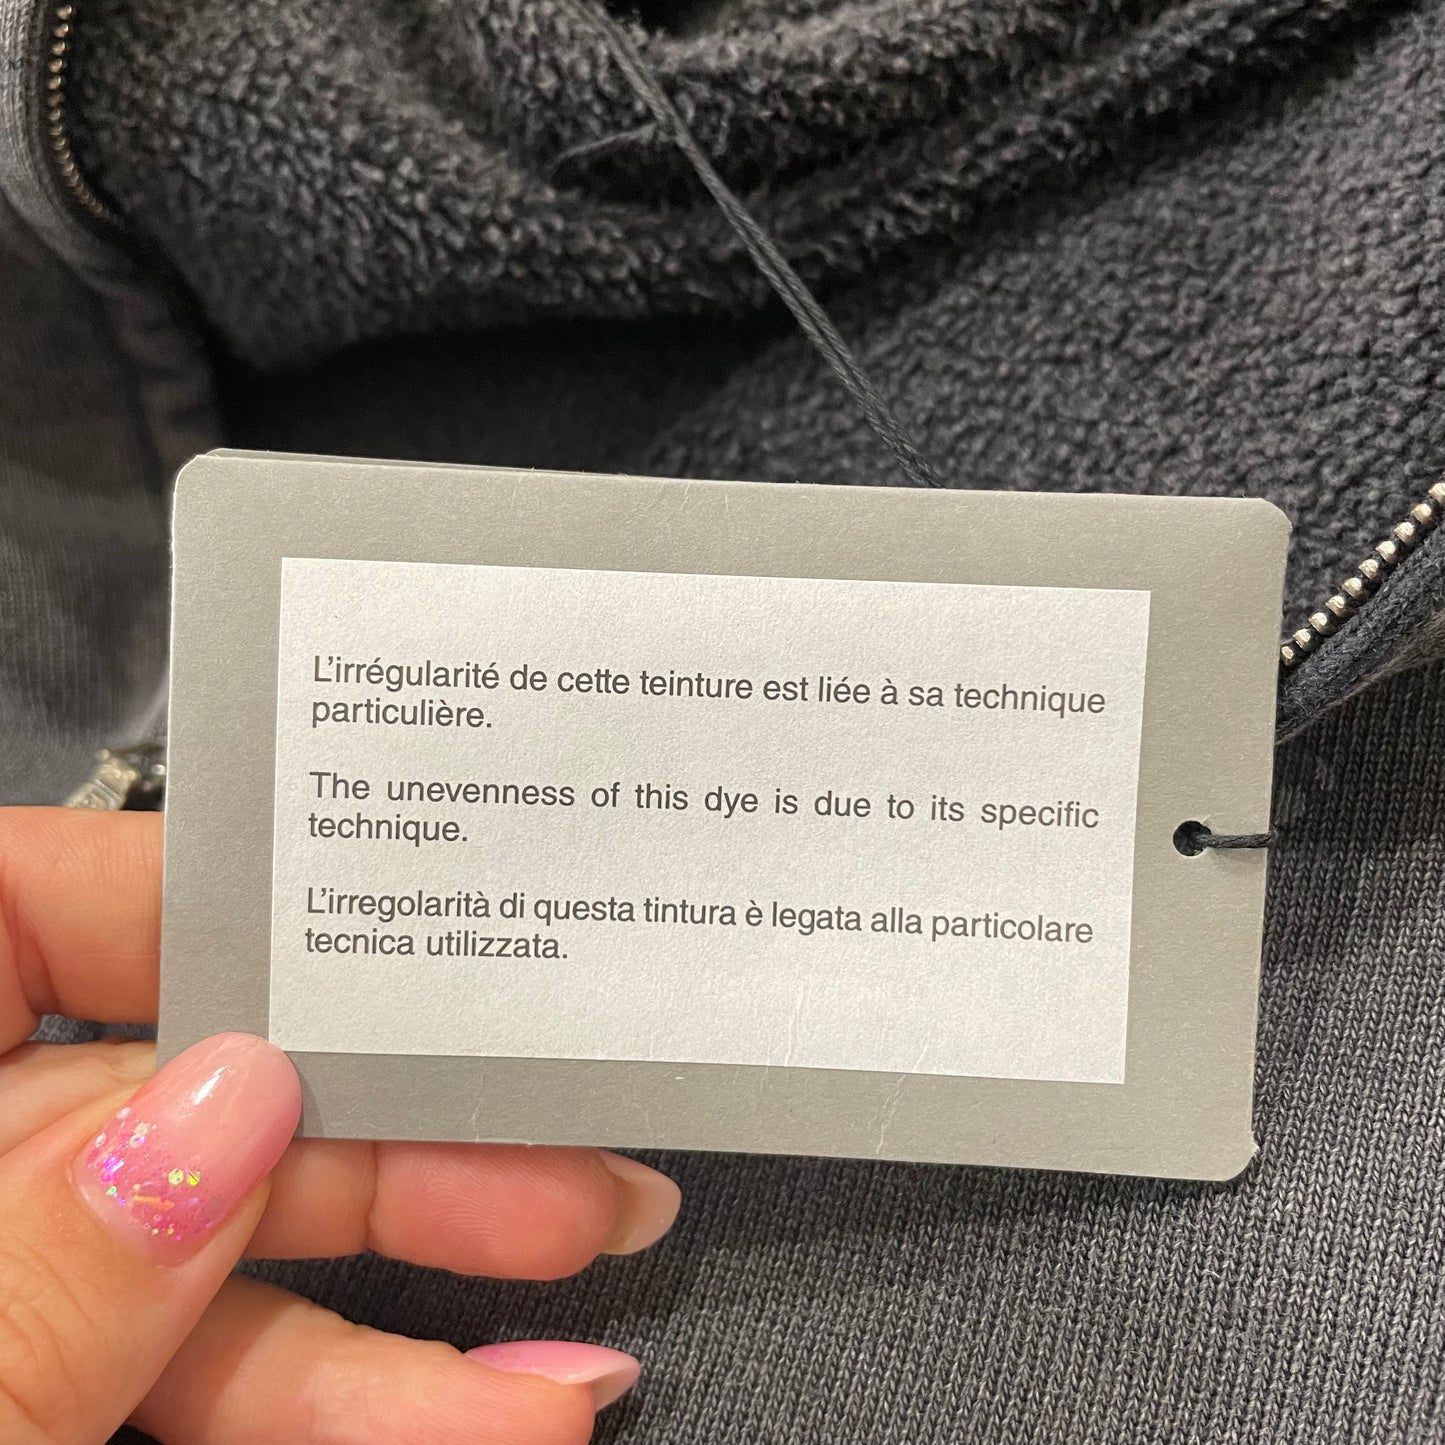 L’irrégularité de cette teinture est liée à sa technique
particulière.
The unevenness of this dye is due to its specific
technique.
L’irregolarità di questa tintura è legata alla particolare
tecnica utilizzata.